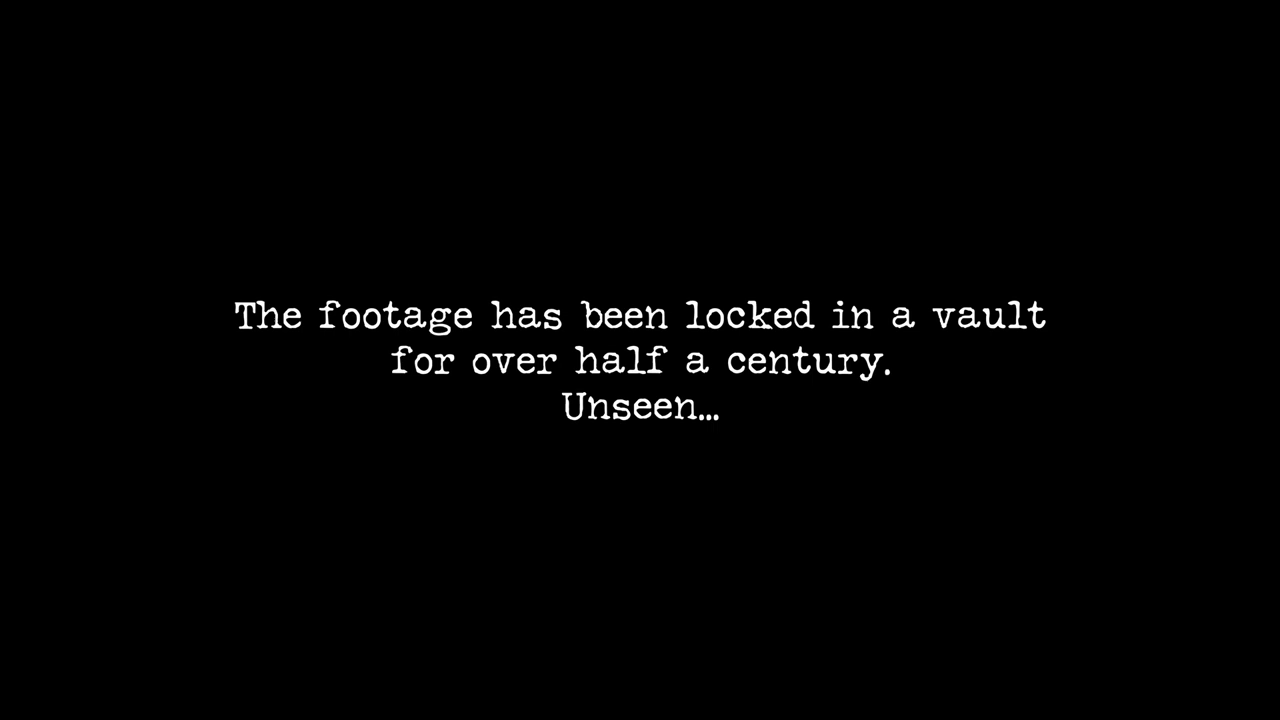 The footage has been locked in a vault
for over half a century.
Unseen…